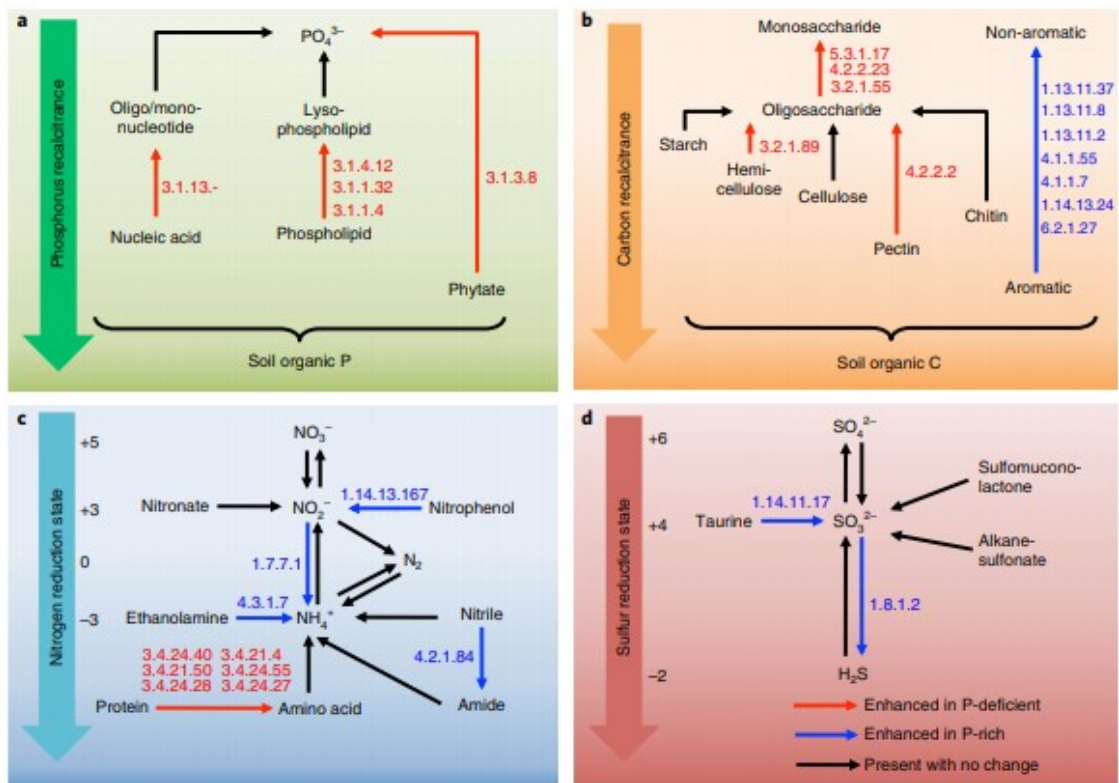 a
Phosphorus recalcitrance
PO₄³⁻
Oligo/mono-
nucleotide
Lyso-
phospholipid
3.1.13.-
3.1.4.12
3.1.1.32
3.1.1.4
3.1.3.8
Nucleic acid
Phospholipid
Phytate
Soil organic P
b
Carbon recalcitrance
Monosaccharide
Non-aromatic
5.3.1.17
4.2.2.23
3.2.1.55
Oligosaccharide
Starch
3.2.1.89
Hemi-
cellulose
Cellulose
4.2.2.2
Chitin
Pectin
1.13.11.37
1.13.11.8
1.13.11.2
4.1.1.55
4.1.1.7
1.14.13.24
6.2.1.27
Aromatic
Soil organic C
c
Nitrogen reduction state
+5
+3
0
−3
NO₃⁻
Nitronate
NO₂⁻
1.14.13.167
Nitrophenol
1.7.7.1
N₂
Ethanolamine
4.3.1.7
NH₄⁺
Nitrile
4.2.1.84
3.4.24.40 3.4.21.4
3.4.21.50 3.4.24.55
3.4.24.28 3.4.24.27
Protein
Amino acid
Amide
d
Sulfur reduction state
+6
+4
−2
SO₄²⁻
Sulfomucono-
lactone
Taurine
1.14.11.17
SO₃²⁻
Alkane-
sulfonate
1.8.1.2
H₂S
Enhanced in P-deficient
Enhanced in P-rich
Present with no change